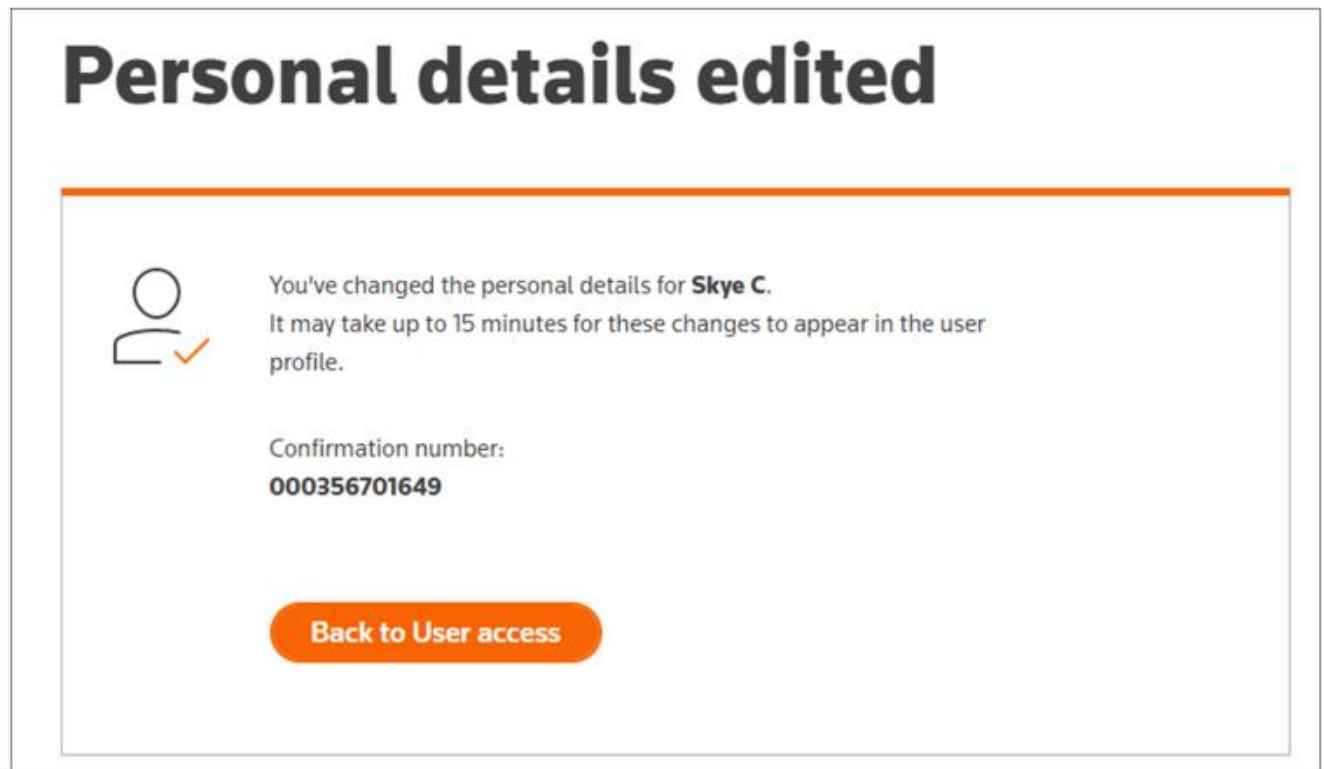 Personal details edited
You've changed the personal details for Skye C.
It may take up to 15 minutes for these changes to appear in the user
profile.
Confirmation number:
000356701649
Back to User access